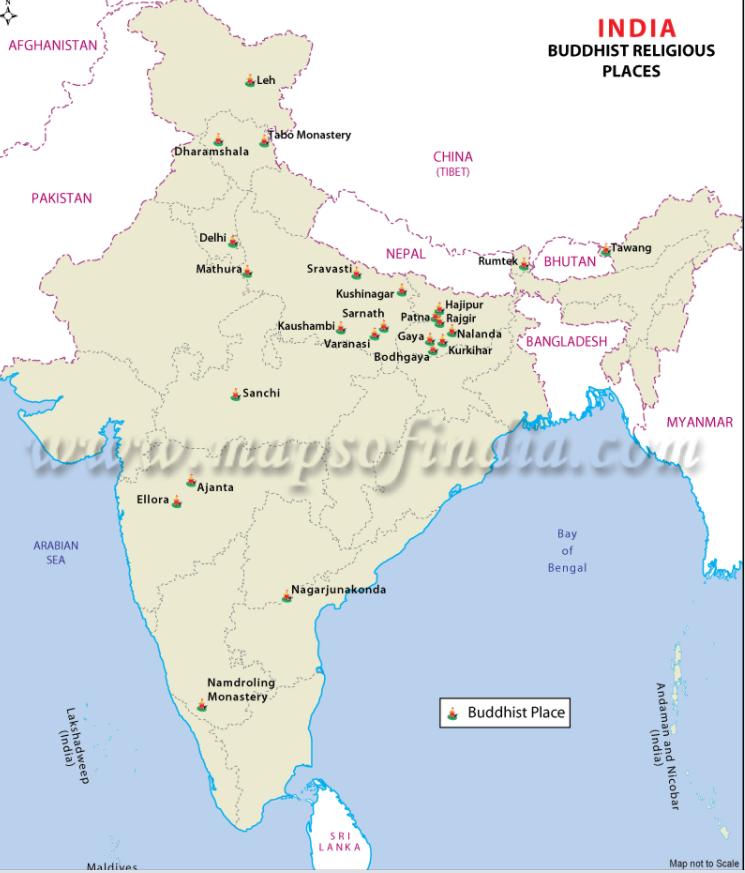 N
INDIA
BUDDHIST RELIGIOUS
PLACES
AFGHANISTAN
Leh
Tabo Monastery
Dharamshala
CHINA
(TIBET)
PAKISTAN
Delhi
Mathura
NEPAL
Sravasti
Rumtek
BHUTAN
Tawang
Kushinagar
Hajipur
Sarnath
Patna
Rajgir
Kaushambi
Varanasi
Gaya
Nalanda
Bodhgaya
Kurkihar
BANGLADESH
Sanchi
MYANMAR
www.mapsofindia.com
Ajanta
Ellora
ARABIAN
SEA
Bay
of
Bengal
Nagarjunakonda
Namdroling
Monastery
Buddhist Place
Lakshadweep
(India)
Andaman and Nicobar
(India)
SRI
LANKA
Maldives
Map not to Scale